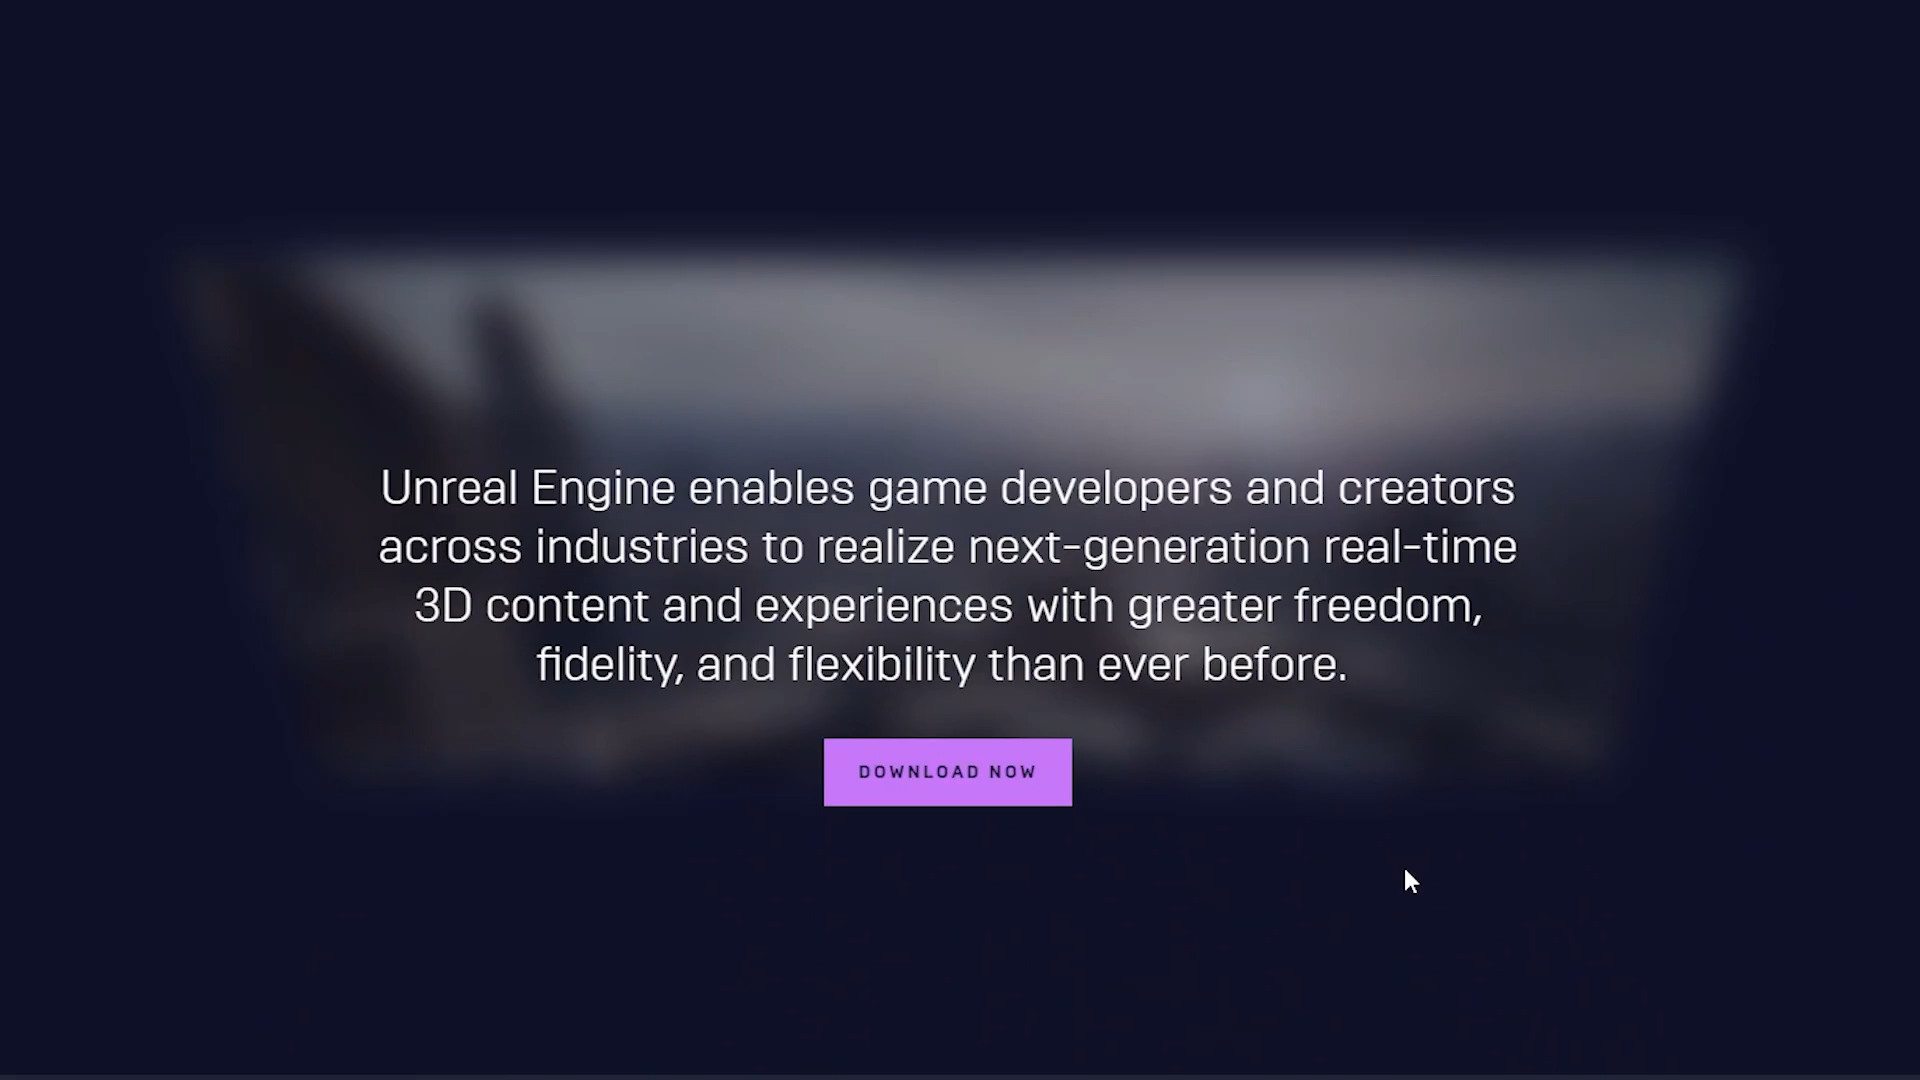 Unreal Engine enables game developers and creators
across industries to realize next-generation real-time
3D content and experiences with greater freedom,
fidelity, and flexibility than ever before.
DOWNLOAD NOW